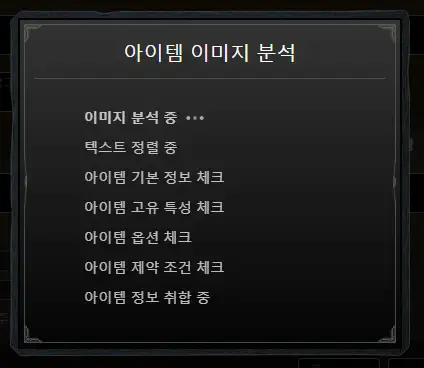 아이템 이미지 분석
이미지 분석 중 •••
텍스트 정렬 중
아이템 기본 정보 체크
아이템 고유 특성 체크
아이템 옵션 체크
아이템 제약 조건 체크
아이템 정보 취합 중